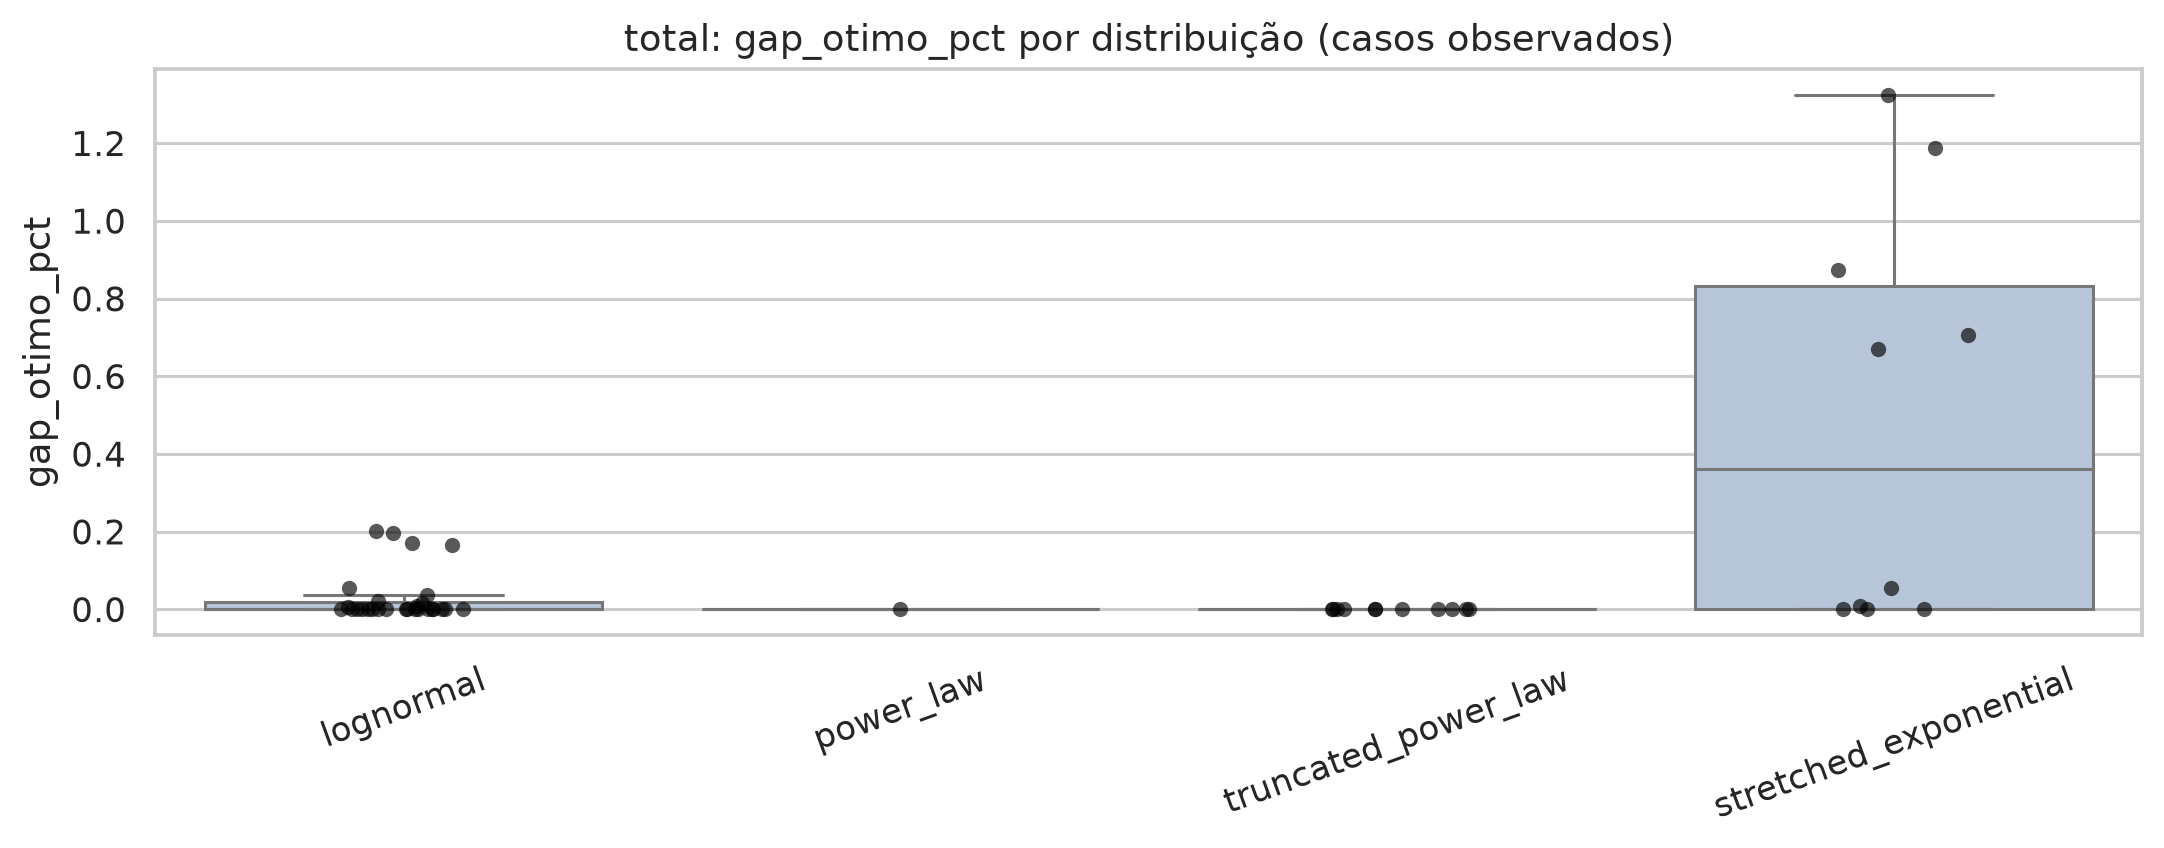 total: gap_otimo_pct por distribuição (casos observados)
gap_otimo_pct
1.2
1.0
0.8
0.6
0.4
0.2
0.0
lognormal
power_law
truncated_power_law
stretched_exponential